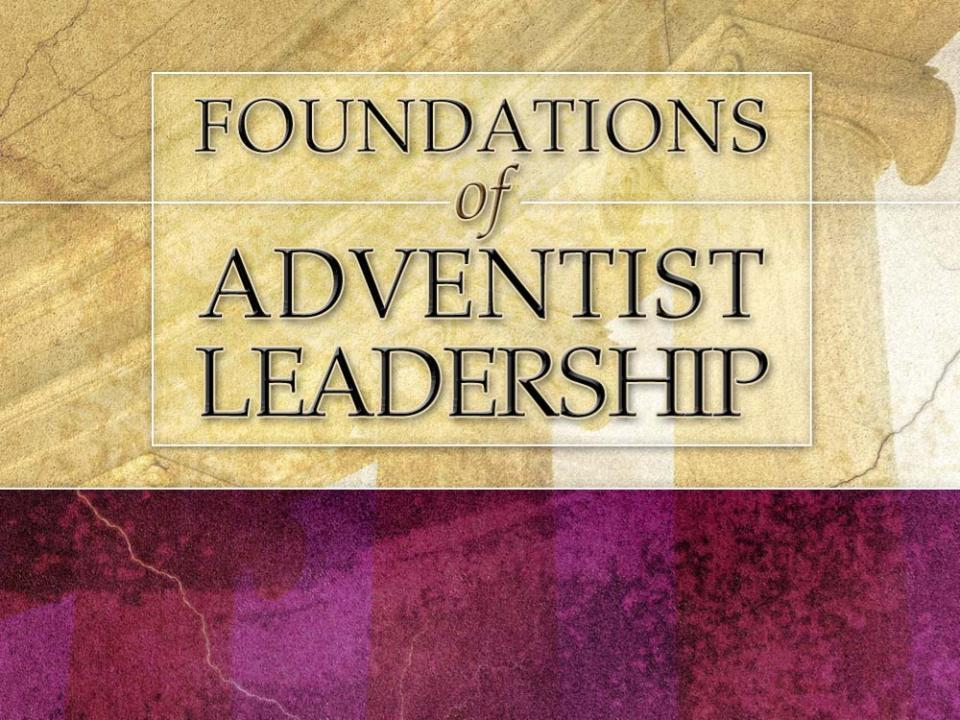 FOUNDATIONS
of
ADVENTIST
LEADERSHIP